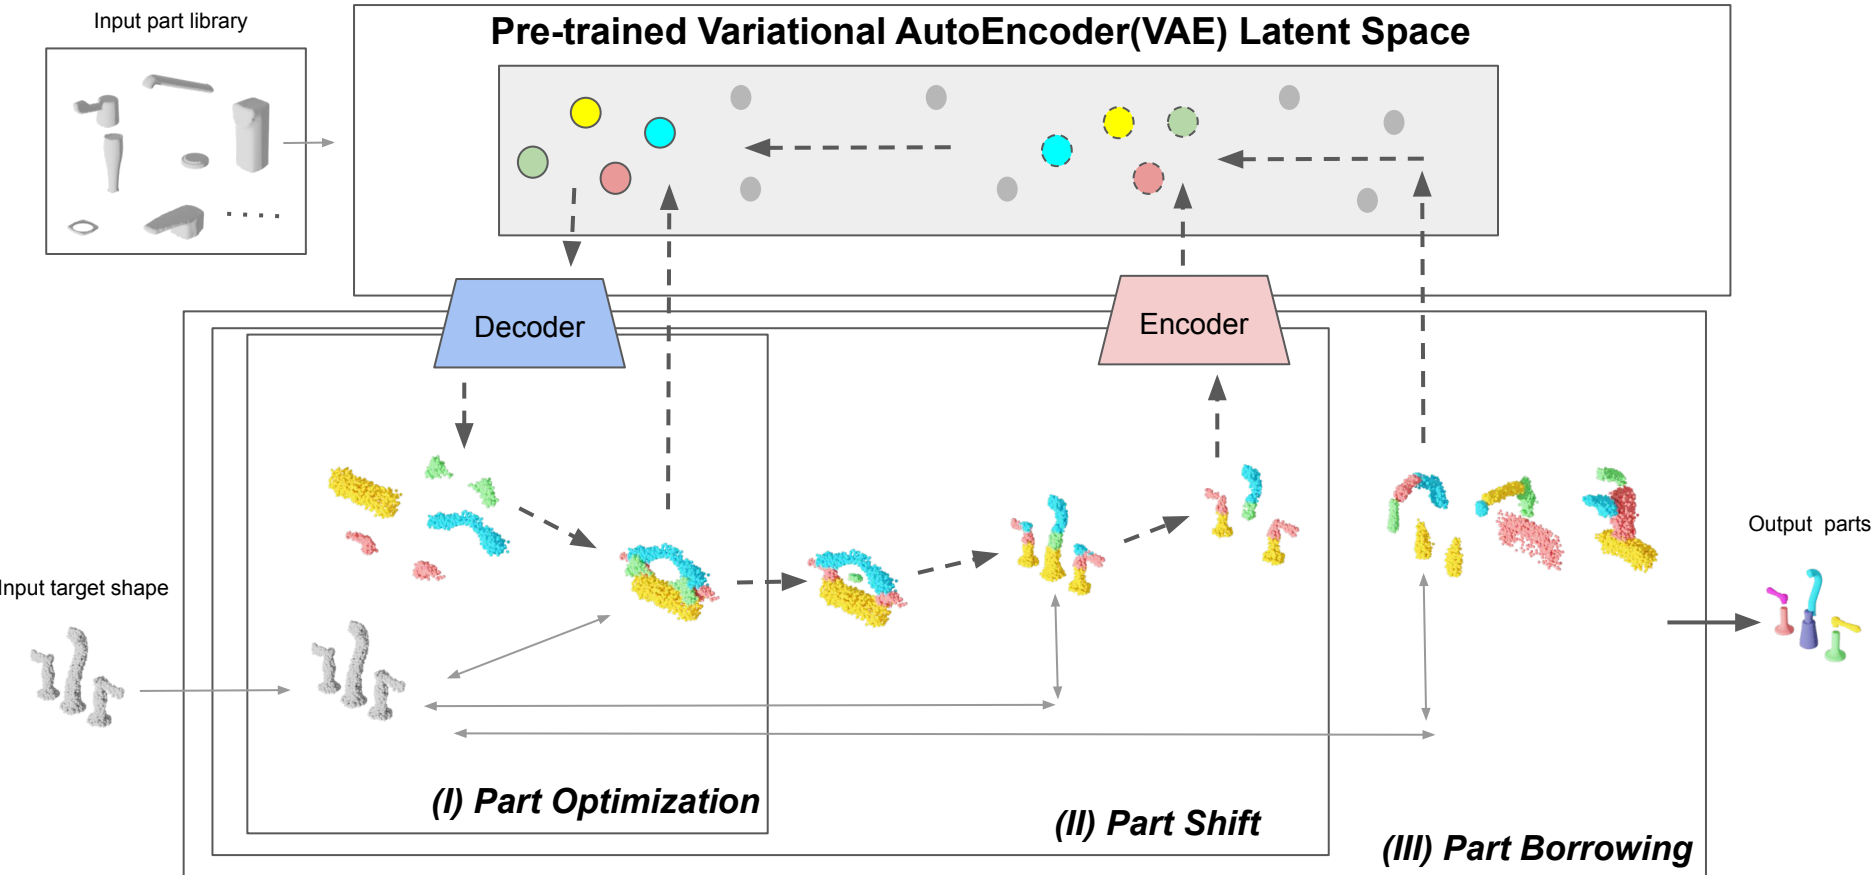 Input part library
Pre-trained Variational AutoEncoder(VAE) Latent Space
Decoder
Encoder
Input target shape
Output parts
(I) Part Optimization
(II) Part Shift
(III) Part Borrowing